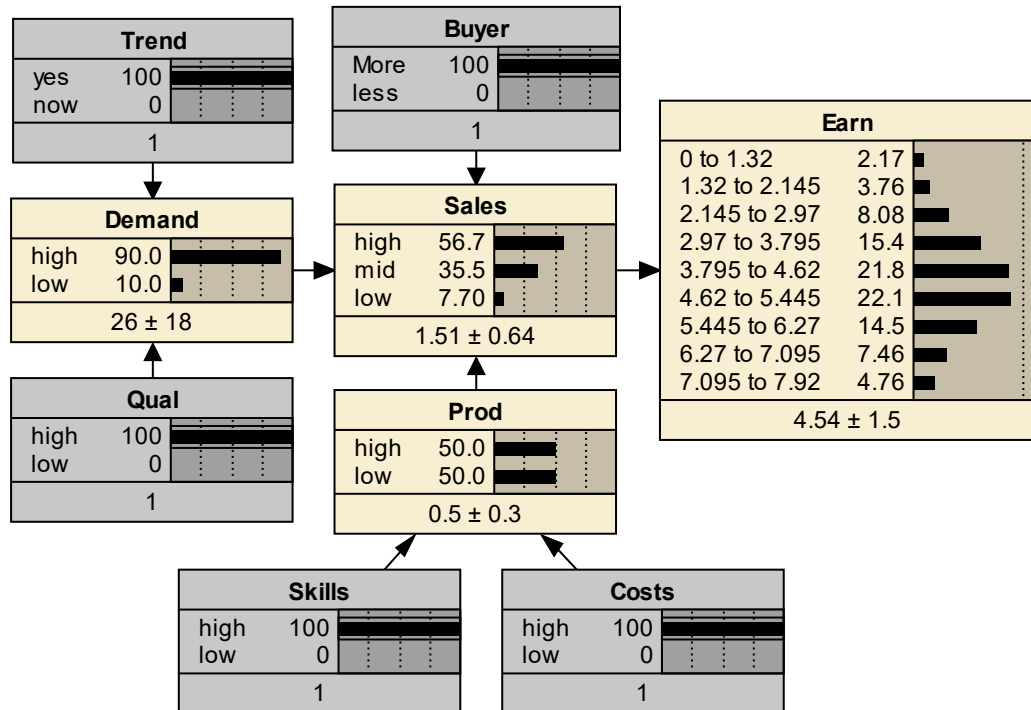 Trend
yes 100
now 0
1
Buyer
More 100
less 0
1
Earn
0 to 1.32 2.17
1.32 to 2.145 3.76
2.145 to 2.97 8.08
2.97 to 3.795 15.4
3.795 to 4.62 21.8
4.62 to 5.445 22.1
5.445 to 6.27 14.5
6.27 to 7.095 7.46
7.095 to 7.92 4.76
4.54 ± 1.5
Demand
high 90.0
low 10.0
26 ± 18
Sales
high 56.7
mid 35.5
low 7.70
1.51 ± 0.64
Qual
high 100
low 0
1
Prod
high 50.0
low 50.0
0.5 ± 0.3
Skills
high 100
low 0
1
Costs
high 100
low 0
1